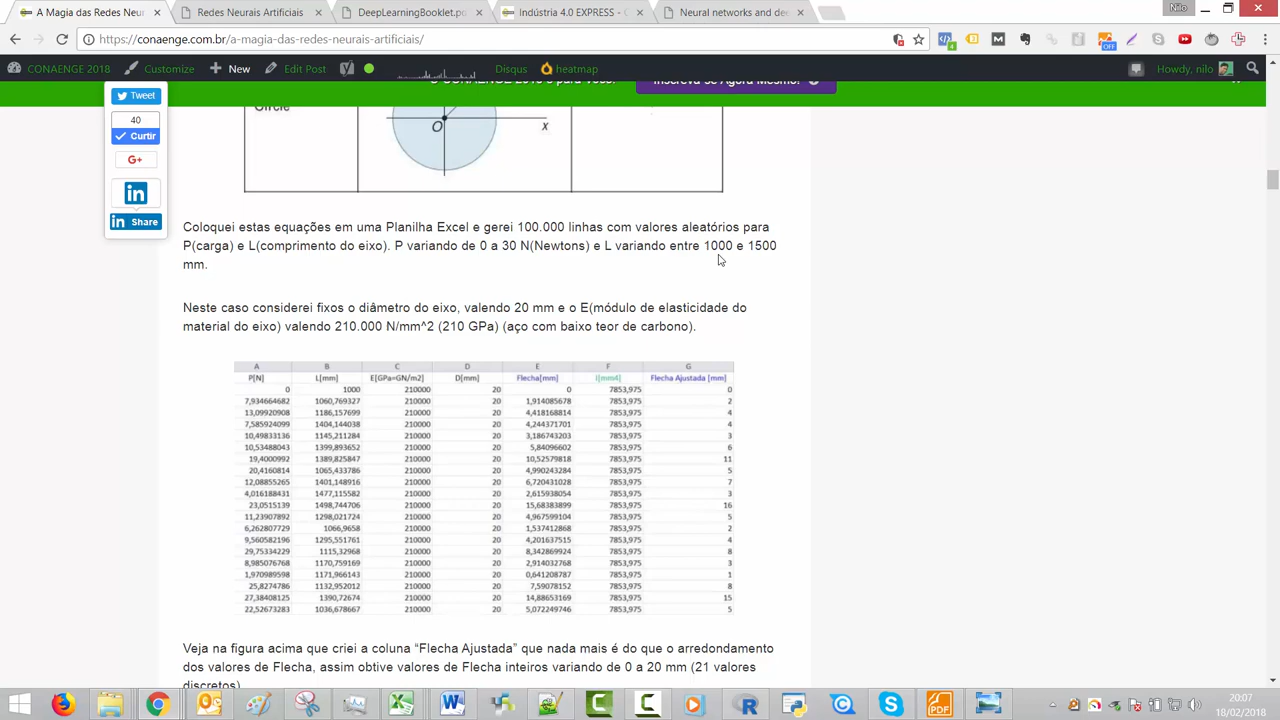 A Magia das Redes Neur
Redes Neurais Artificiais
DeepLearningBooklet.po
Indústria 4.0 EXPRESS - C
Neural networks and dec
Nilo
https://conaenge.com.br/a-magia-das-redes-neurais-artificiais/
4
OFF
CONAENGE 2018
Customize
New
Edit Post
Disqus
heatmap
Howdy, nilo
O CONAENGE 2018 é para você!
Inscreva-se Agora Mesmo!
Tweet
40
Curtir
G+
in
in Share
Circle
O
x
Coloquei estas equações em uma Planilha Excel e gerei 100.000 linhas com valores aleatórios para
P(carga) e L(comprimento do eixo). P variando de 0 a 30 N(Newtons) e L variando entre 1000 e 1500
mm.
Neste caso considerei fixos o diâmetro do eixo, valendo 20 mm e o E(módulo de elasticidade do
material do eixo) valendo 210.000 N/mm^2 (210 GPa) (aço com baixo teor de carbono).
A B C D E F G
P[N] L[mm] E[GPa=GN/m2] D[mm] Flecha[mm] I[mm4] Flecha Ajustada [mm]
0 1000 210000 20 0 7853,975 0
7,934664682 1060,769327 210000 20 1,914085678 7853,975 2
13,09920908 1186,157699 210000 20 4,418168814 7853,975 4
7,585924099 1404,144038 210000 20 4,244371701 7853,975 4
10,49833136 1145,211284 210000 20 3,186743203 7853,975 3
10,53488043 1399,893652 210000 20 5,84096602 7853,975 6
19,4000992 1389,825847 210000 20 10,52579818 7853,975 11
20,4160814 1065,433786 210000 20 4,990243284 7853,975 5
12,08855265 1401,148916 210000 20 6,720431028 7853,975 7
4,016188431 1477,115582 210000 20 2,615938054 7853,975 3
23,0515139 1498,744706 210000 20 15,68383899 7853,975 16
11,23907892 1298,021724 210000 20 4,967599104 7853,975 5
6,262807729 1066,9658 210000 20 1,537412868 7853,975 2
9,560582196 1295,551761 210000 20 4,201637515 7853,975 4
29,75334229 1115,32968 210000 20 8,342869924 7853,975 8
8,985076768 1170,759169 210000 20 2,914032768 7853,975 3
1,970989598 1171,966143 210000 20 0,641208787 7853,975 1
25,8274786 1132,952012 210000 20 7,59078152 7853,975 8
27,38408125 1390,72674 210000 20 14,88653169 7853,975 15
22,52673283 1036,678667 210000 20 5,072249746 7853,975 5
Veja na figura acima que criei a coluna “Flecha Ajustada” que nada mais é do que o arredondamento
dos valores de Flecha, assim obtive valores de Flecha inteiros variando de 0 a 20 mm (21 valores
discretos).
20:07
18/02/2018